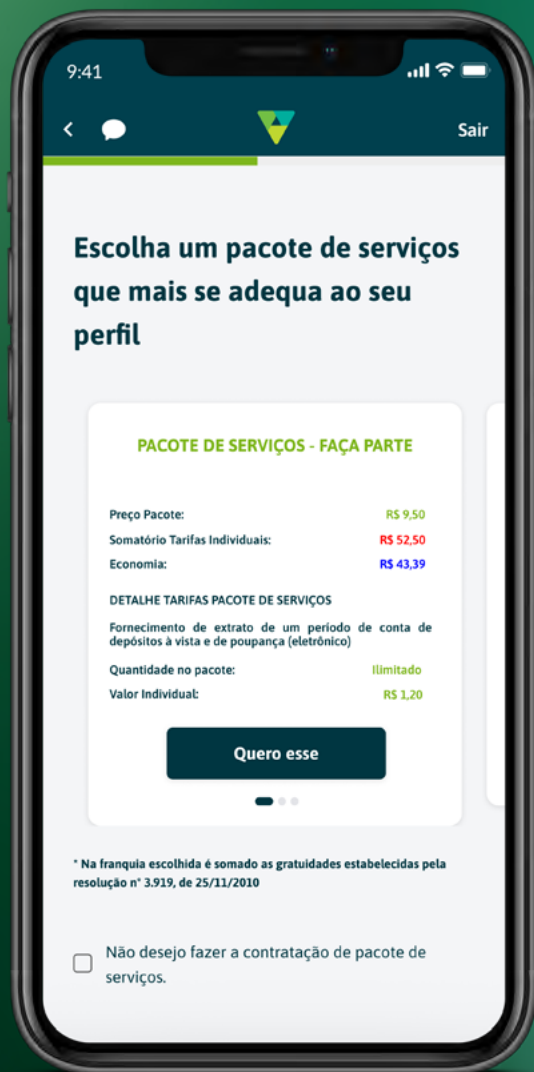 9:41
Sair
Escolha um pacote de serviços
que mais se adequa ao seu
perfil
PACOTE DE SERVIÇOS - FAÇA PARTE
Preço Pacote: R$ 9,50
Somatório Tarifas Individuais: R$ 52,50
Economia: R$ 43,39
DETALHE TARIFAS PACOTE DE SERVIÇOS
Fornecimento de extrato de um período de conta de
depósitos à vista e de poupança (eletrônico)
Quantidade no pacote: Ilimitado
Valor Individual: R$ 1,20
Quero esse
* Na franquia escolhida é somado as gratuidades estabelecidas pela
resolução n° 3.919, de 25/11/2010
Não desejo fazer a contratação de pacote de
serviços.